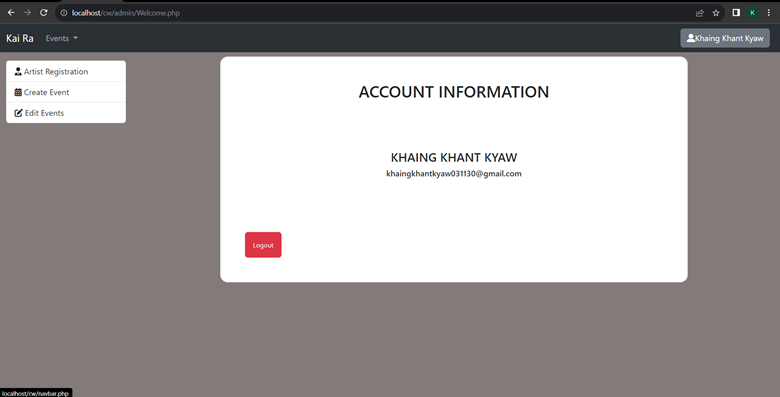 localhost/cw/admin/Welcome.php
K
Kai Ra Events Khaing Khant Kyaw
Artist Registration
Create Event
Edit Events
ACCOUNT INFORMATION
KHAING KHANT KYAW
khaingkhantkyaw031130@gmail.com
Logout
localhost/cw/navbar.php